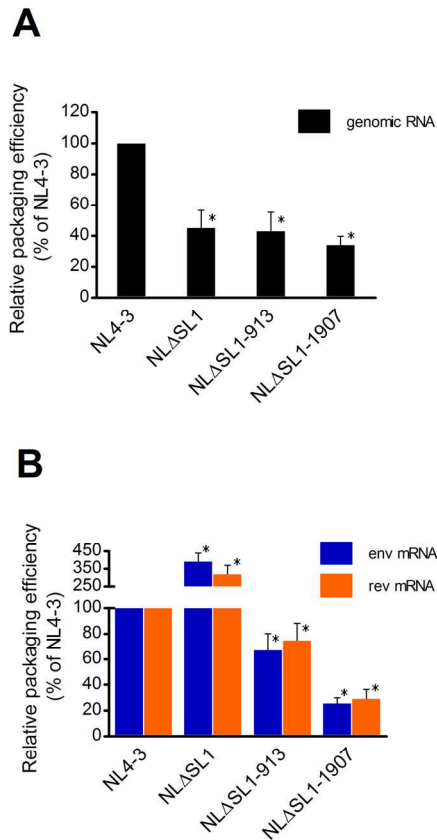 A
Relative packaging efficiency
(% of NL4-3)
120
100
80
60
40
20
0
genomic RNA
*
*
*
NL4-3
NLΔSL1
NLΔSL1-913
NLΔSL1-1907
B
Relative packaging efficiency
(% of NL4-3)
450
350
250
100
80
60
40
20
0
env mRNA
rev mRNA
* *
* *
* *
NL4-3
NLΔSL1
NLΔSL1-913
NLΔSL1-1907